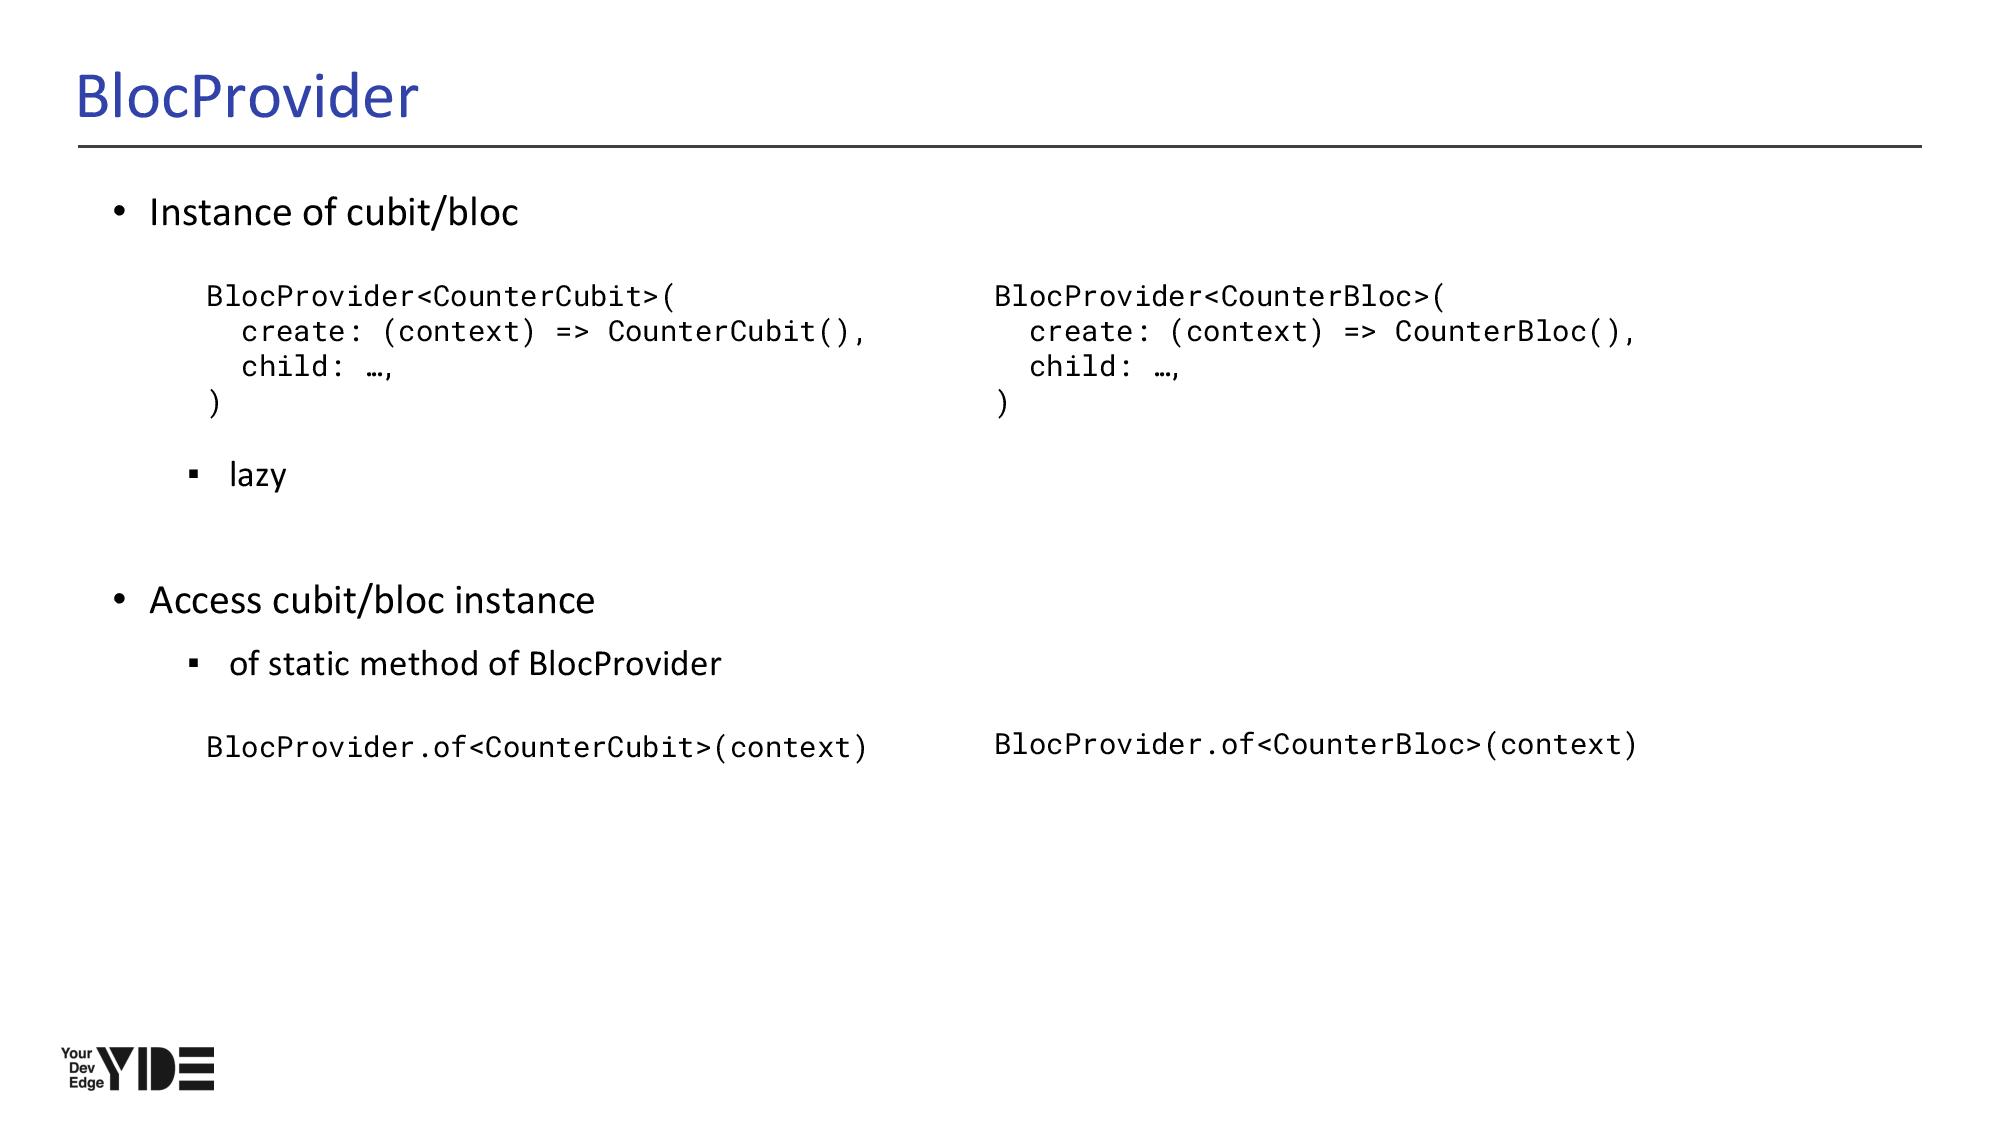 BlocProvider
• Instance of cubit/bloc
BlocProvider<CounterCubit>(
  create: (context) => CounterCubit(),
  child: …,
)
BlocProvider<CounterBloc>(
  create: (context) => CounterBloc(),
  child: …,
)
▪ lazy
• Access cubit/bloc instance
▪ of static method of BlocProvider
BlocProvider.of<CounterCubit>(context)
BlocProvider.of<CounterBloc>(context)
Your
Dev
Edge
YDE